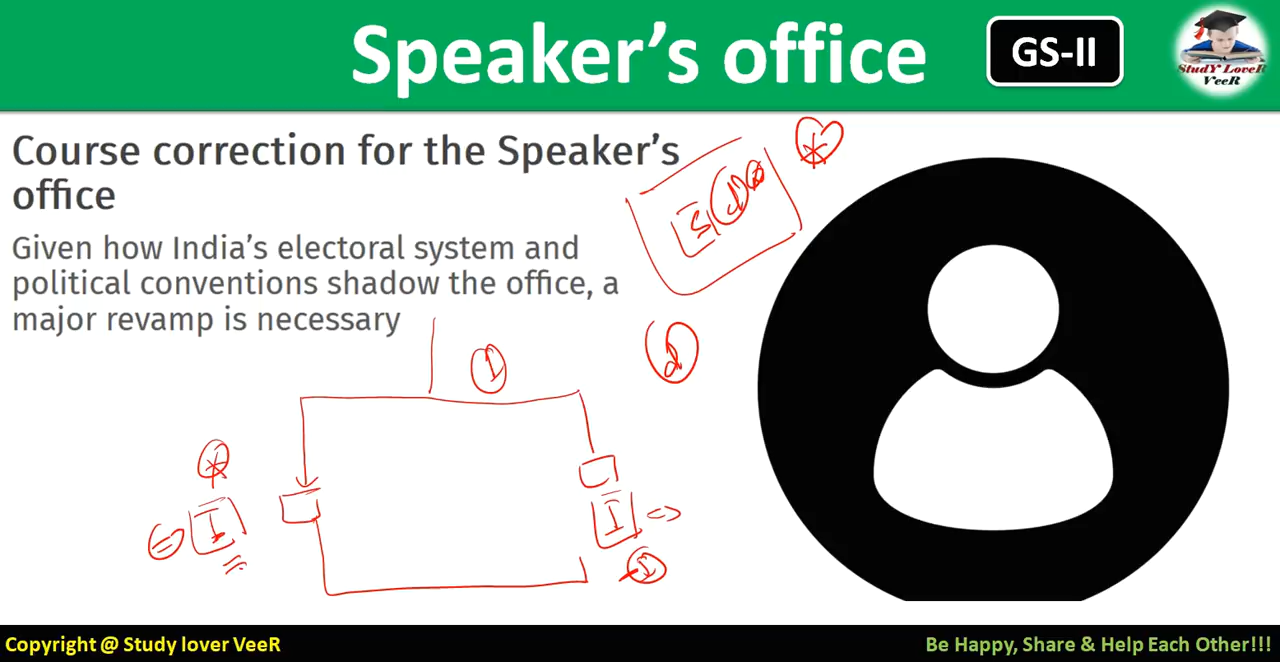 Speaker’s office
GS-II
StudY LoveR
VeeR
Course correction for the Speaker’s
office
Given how India’s electoral system and
political conventions shadow the office, a
major revamp is necessary
Copyright @ Study lover VeeR
Be Happy, Share & Help Each Other!!!